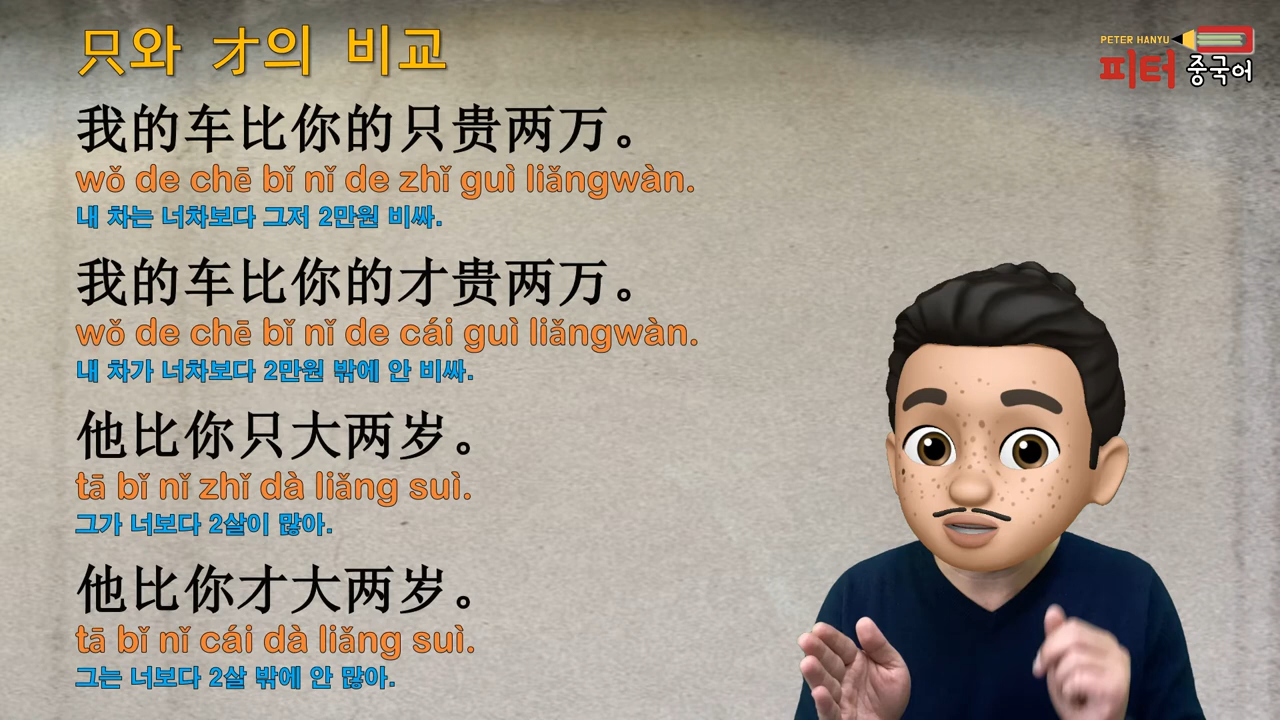 只와 才의 비교
PETER HANYU
피터 중국어
我的车比你的只贵两万。
wǒ de chē bǐ nǐ de zhǐ guì liǎngwàn.
내 차는 너차보다 그저 2만원 비싸.
我的车比你的才贵两万。
wǒ de chē bǐ nǐ de cái guì liǎngwàn.
내 차가 너차보다 2만원 밖에 안 비싸.
他比你只大两岁。
tā bǐ nǐ zhǐ dà liǎng suì.
그가 너보다 2살이 많아.
他比你才大两岁。
tā bǐ nǐ cái dà liǎng suì.
그는 너보다 2살 밖에 안 많아.